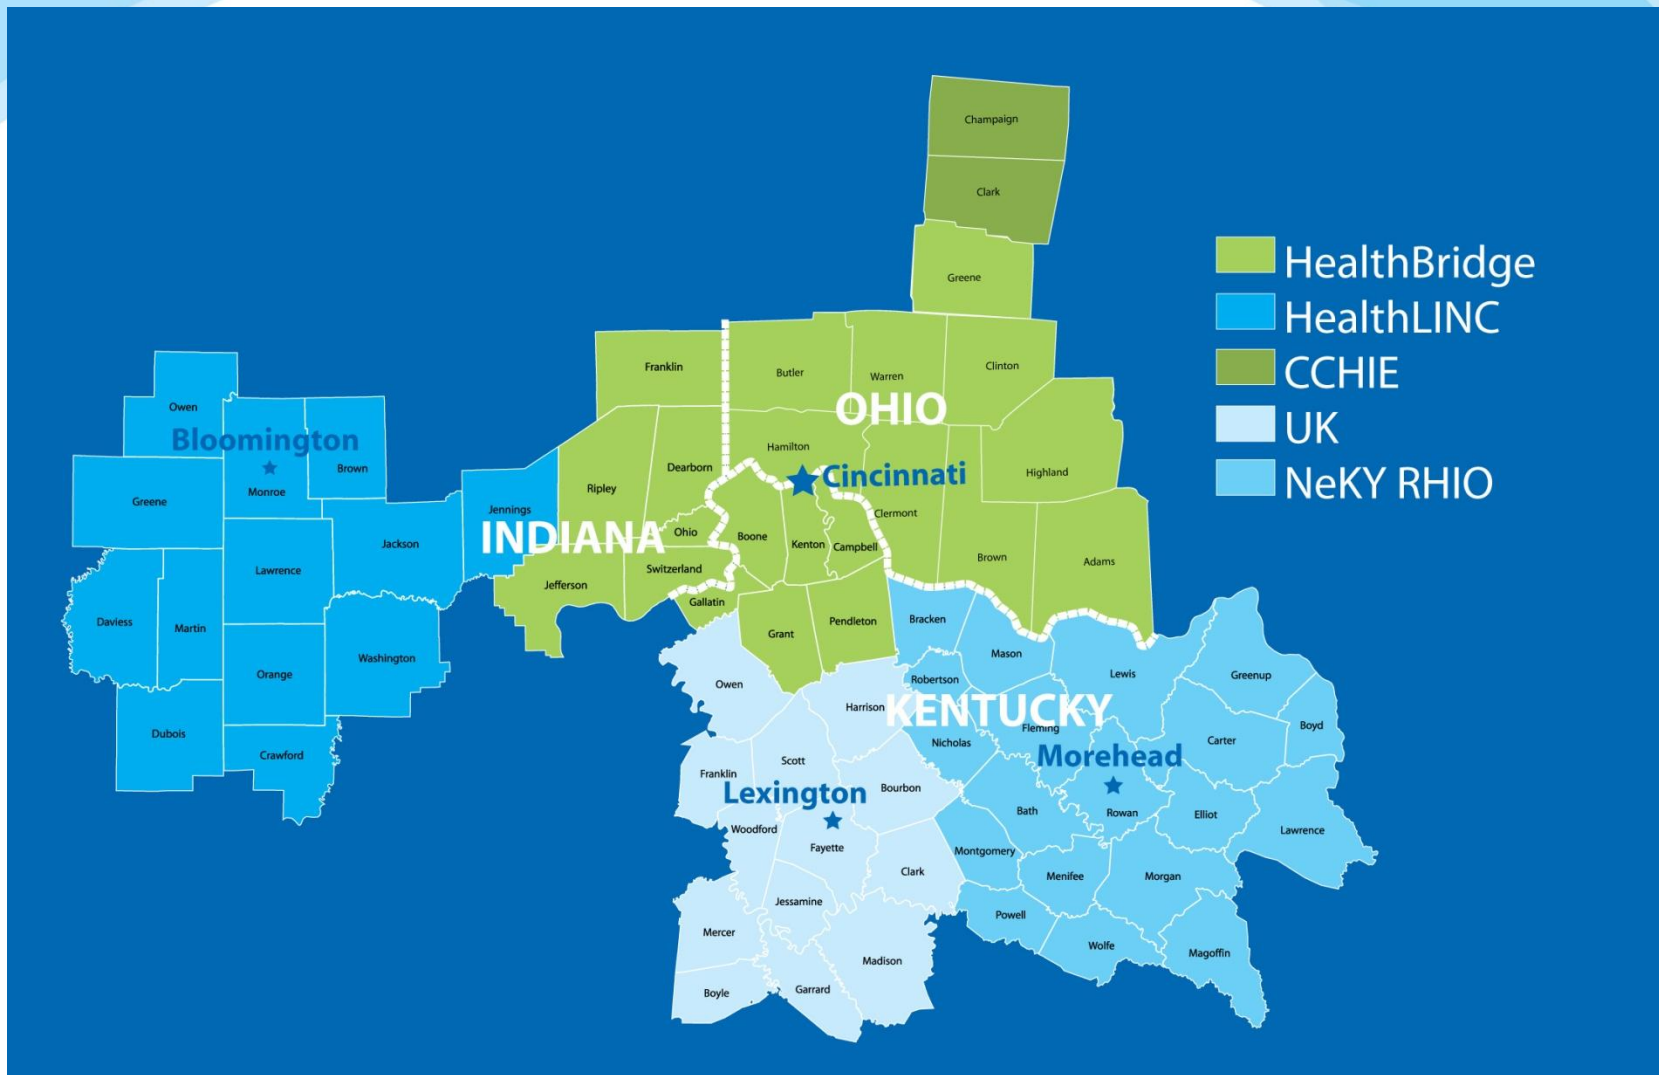 Champaign
Clark
Greene
HealthBridge
HealthLINC
CCHIE
UK
NeKY RHIO
Franklin
Butler
Warren
Clinton
OHIO
Hamilton
Cincinnati
Highland
Clermont
Brown
Adams
Owen
Bloomington
Monroe
Brown
Greene
Jackson
Lawrence
Daviess
Martin
Orange
Washington
Dubois
Crawford
Jennings
INDIANA
Ripley
Dearborn
Ohio
Switzerland
Jefferson
Boone
Kenton
Campbell
Gallatin
Grant
Pendleton
Bracken
Mason
Robertson
Lewis
Greenup
KENTUCKY
Fleming
Nicholas
Carter
Boyd
Morehead
Rowan
Bath
Elliot
Lawrence
Montgomery
Menifee
Morgan
Powell
Wolfe
Magoffin
Owen
Harrison
Scott
Franklin
Bourbon
Lexington
Woodford
Fayette
Clark
Jessamine
Mercer
Madison
Boyle
Garrard